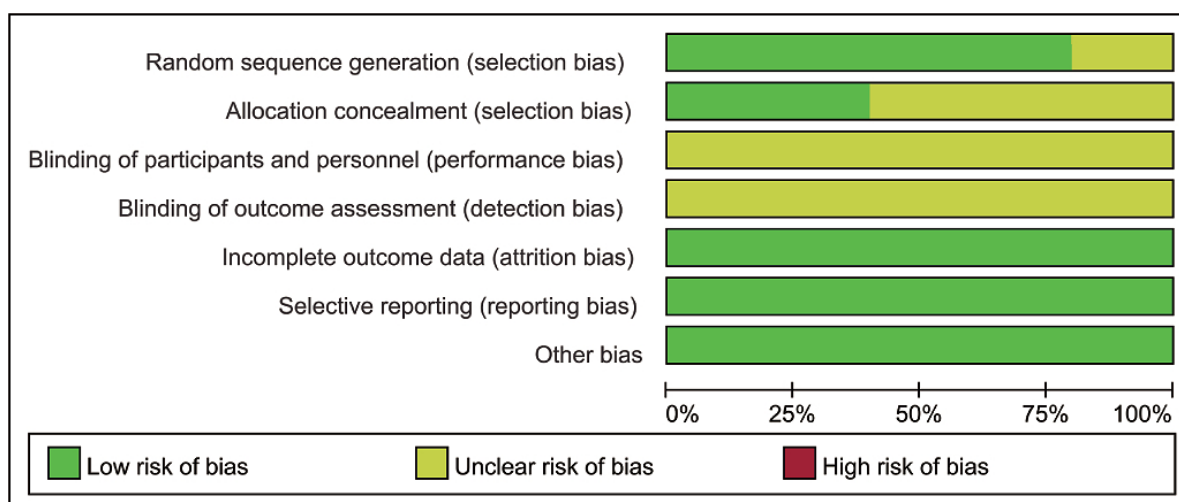 Random sequence generation (selection bias)
Allocation concealment (selection bias)
Blinding of participants and personnel (performance bias)
Blinding of outcome assessment (detection bias)
Incomplete outcome data (attrition bias)
Selective reporting (reporting bias)
Other bias
0% 25% 50% 75% 100%
Low risk of bias Unclear risk of bias High risk of bias